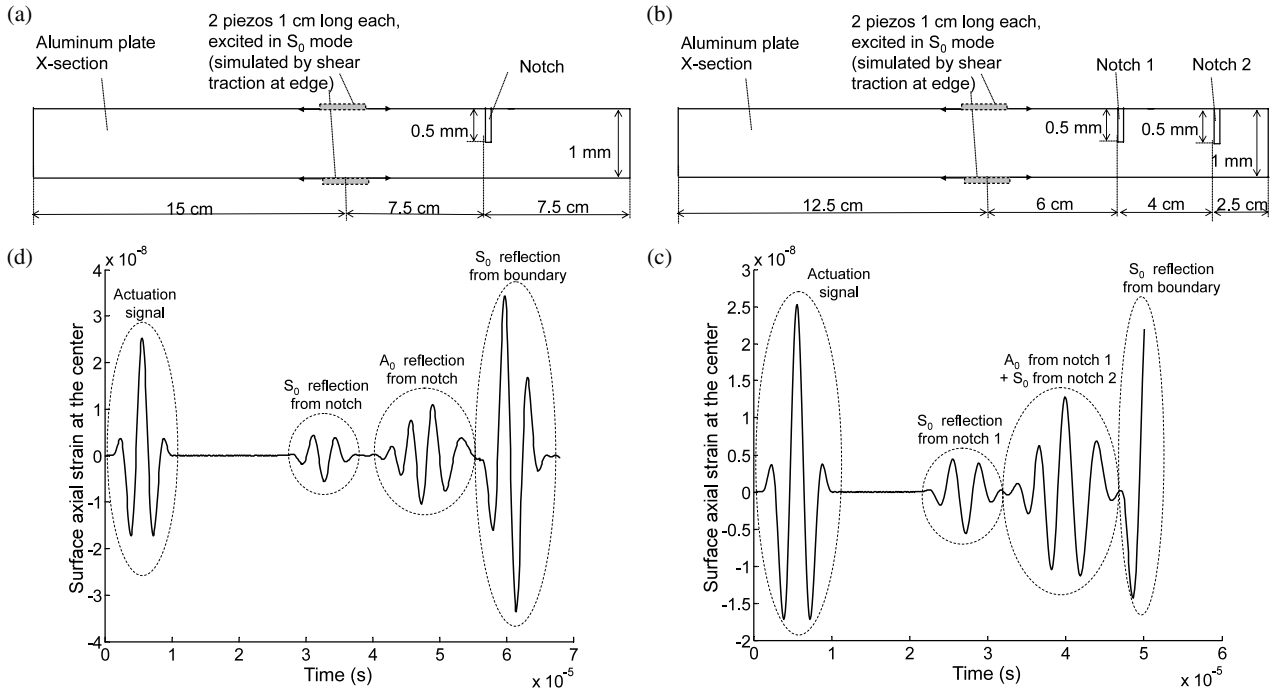 (a)
2 piezos 1 cm long each,
excited in S0 mode
(simulated by shear
traction at edge)
Aluminum plate
X-section
Notch
0.5 mm
1 mm
15 cm
7.5 cm
7.5 cm
(b)
2 piezos 1 cm long each,
excited in S0 mode
(simulated by shear
traction at edge)
Aluminum plate
X-section
Notch 1
Notch 2
0.5 mm
0.5 mm
1 mm
12.5 cm
6 cm
4 cm
2.5 cm
(d)
x 10-8
Surface axial strain at the center
4
3
2
1
0
-1
-2
-3
-4
Actuation
signal
S0 reflection
from notch
A0 reflection
from notch
S0 reflection
from boundary
0 1 2 3 4 5 6 7
Time (s)
x 10-5
(c)
x 10-8
Surface axial strain at the center
3
2.5
2
1.5
1
0.5
0
-0.5
-1
-1.5
-2
Actuation
signal
S0 reflection
from notch 1
A0 from notch 1
+ S0 from notch 2
S0 reflection
from boundary
0 1 2 3 4 5 6
Time (s)
x 10-5